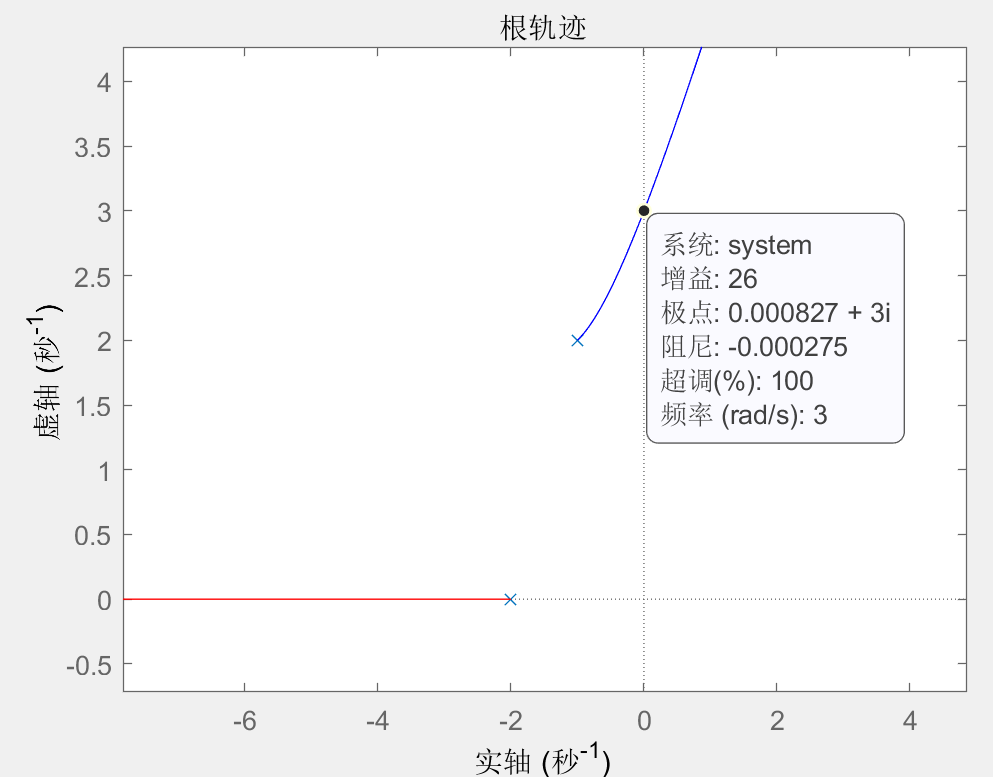 根轨迹
4
3.5
3
2.5
2
1.5
1
0.5
0
-0.5
虚轴 (秒-1)
系统: system
增益: 26
极点: 0.000827 + 3i
阻尼: -0.000275
超调(%): 100
频率 (rad/s): 3
-6 -4 -2 0 2 4
实轴 (秒-1)